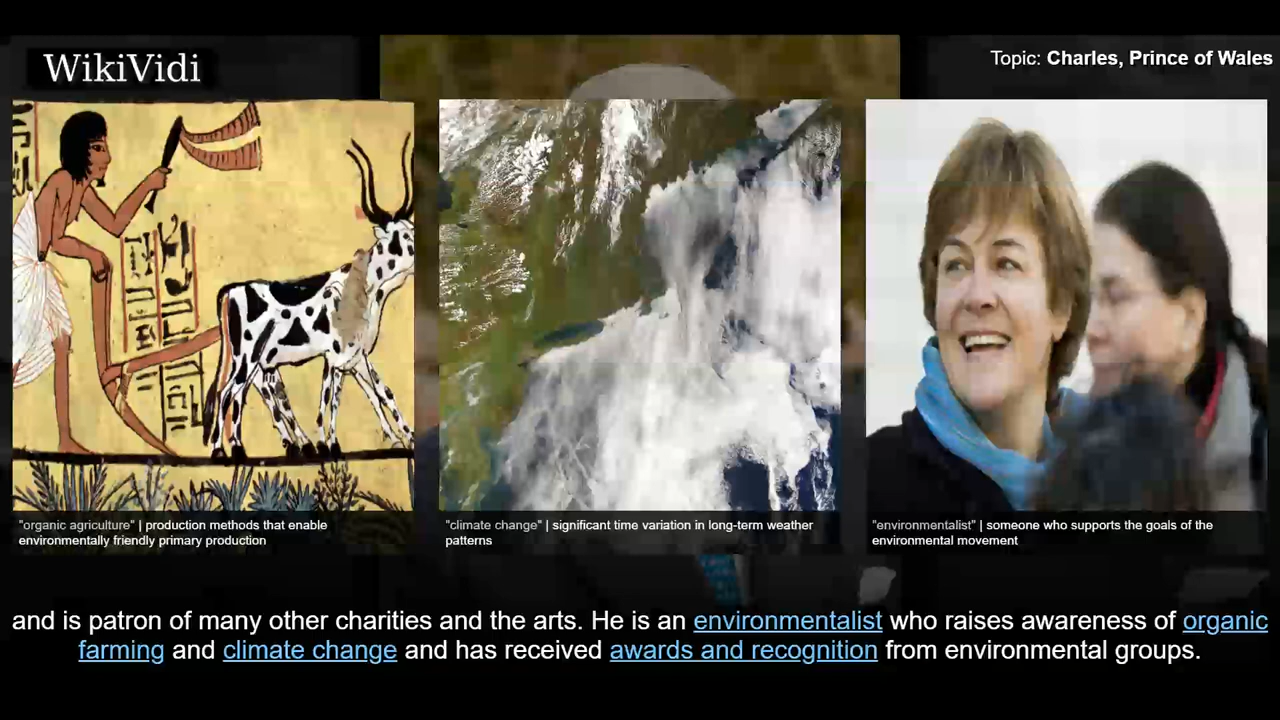 WikiVidi
Topic: Charles, Prince of Wales
"organic agriculture" | production methods that enable
environmentally friendly primary production
"climate change" | significant time variation in long-term weather
patterns
"environmentalist" | someone who supports the goals of the
environmental movement
and is patron of many other charities and the arts. He is an environmentalist who raises awareness of organic
farming and climate change and has received awards and recognition from environmental groups.